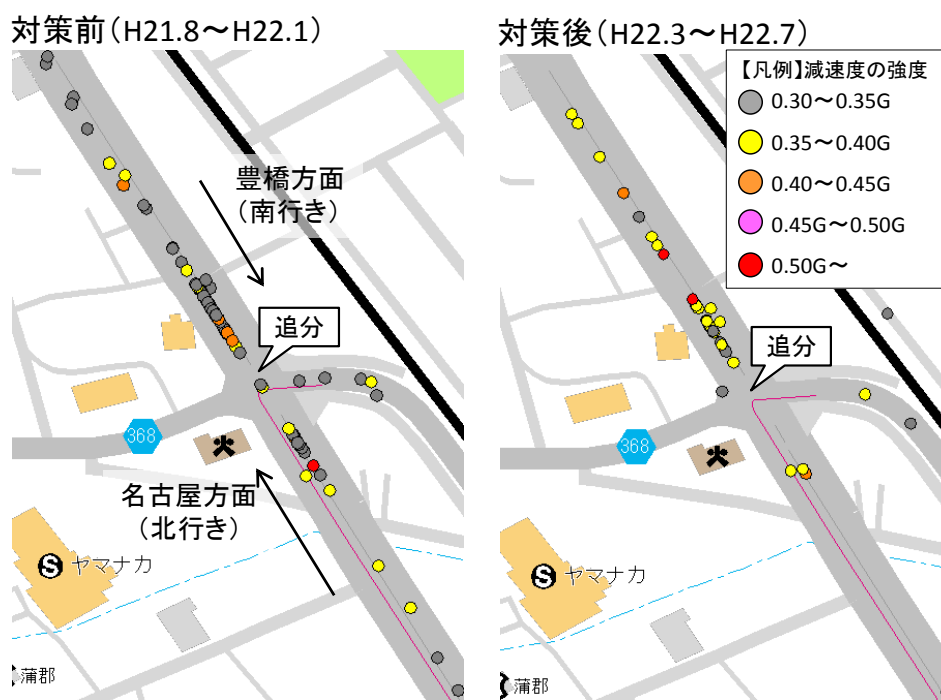 対策前(H21.8～H22.1)
豊橋方面
(南行き)
追分
368
名古屋方面
(北行き)
S ヤマナカ
蒲郡
対策後(H22.3～H22.7)
【凡例】減速度の強度
0.30～0.35G
0.35～0.40G
0.40～0.45G
0.45G～0.50G
0.50G～
追分
368
S ヤマナカ
蒲郡